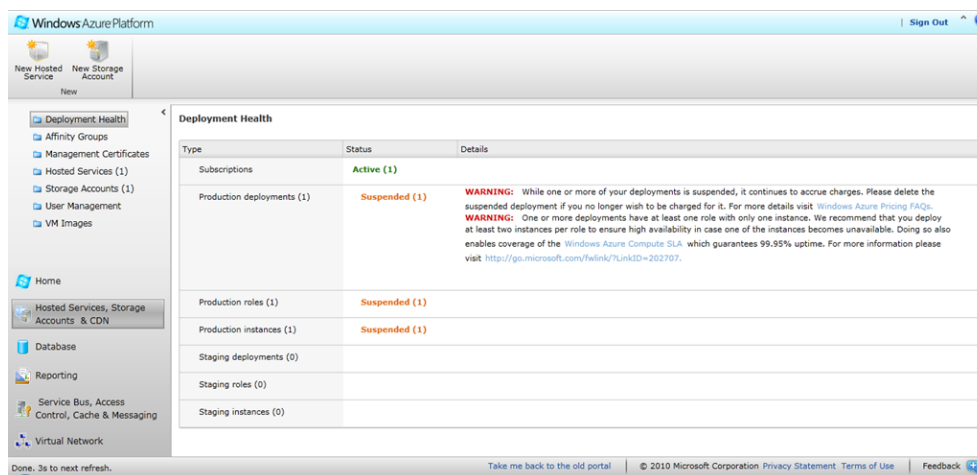 Windows Azure Platform
| Sign Out
New Hosted Service
New Storage Account
New
Deployment Health
Affinity Groups
Management Certificates
Hosted Services (1)
Storage Accounts (1)
User Management
VM Images
Home
Hosted Services, Storage
Accounts & CDN
Database
Reporting
Service Bus, Access
Control, Cache & Messaging
Virtual Network
Deployment Health
Type Status Details
Subscriptions Active (1)
Production deployments (1) Suspended (1)
WARNING: While one or more of your deployments is suspended, it continues to accrue charges. Please delete the
suspended deployment if you no longer wish to be charged for it. For more details visit Windows Azure Pricing FAQs.
WARNING: One or more deployments have at least one role with only one instance. We recommend that you deploy
at least two instances per role to ensure high availability in case one of the instances becomes unavailable. Doing so also
enables coverage of the Windows Azure Compute SLA which guarantees 99.95% uptime. For more information please
visit http://go.microsoft.com/fwlink/?LinkID=202707.
Production roles (1) Suspended (1)
Production instances (1) Suspended (1)
Staging deployments (0)
Staging roles (0)
Staging instances (0)
Done. 3s to next refresh.
Take me back to the old portal | © 2010 Microsoft Corporation Privacy Statement Terms of Use | Feedback